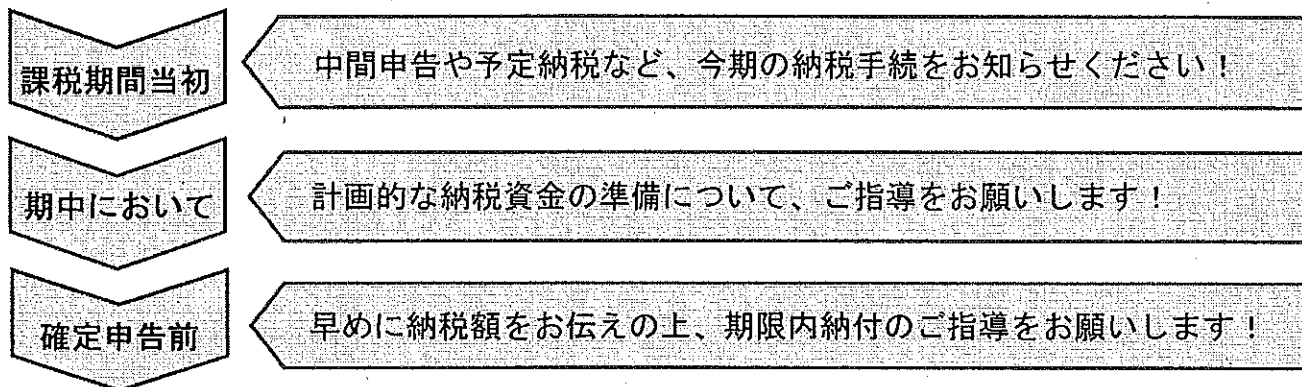 課税期間当初
中間申告や予定納税など、今期の納税手続をお知らせください！
期中において
計画的な納税資金の準備について、ご指導をお願いします！
確定申告前
早めに納税額をお伝えの上、期限内納付のご指導をお願いします！